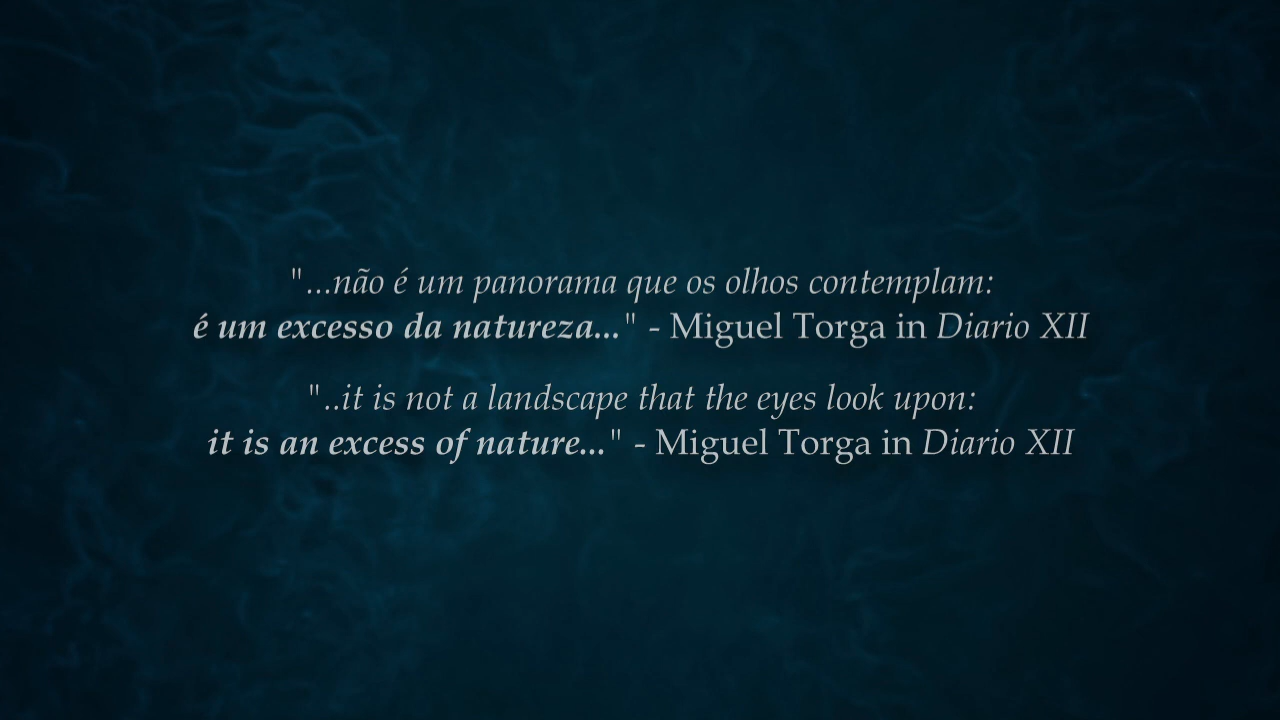 "...não é um panorama que os olhos contemplam:
é um excesso da natureza..." - Miguel Torga in Diario XII
"..it is not a landscape that the eyes look upon:
it is an excess of nature..." - Miguel Torga in Diario XII